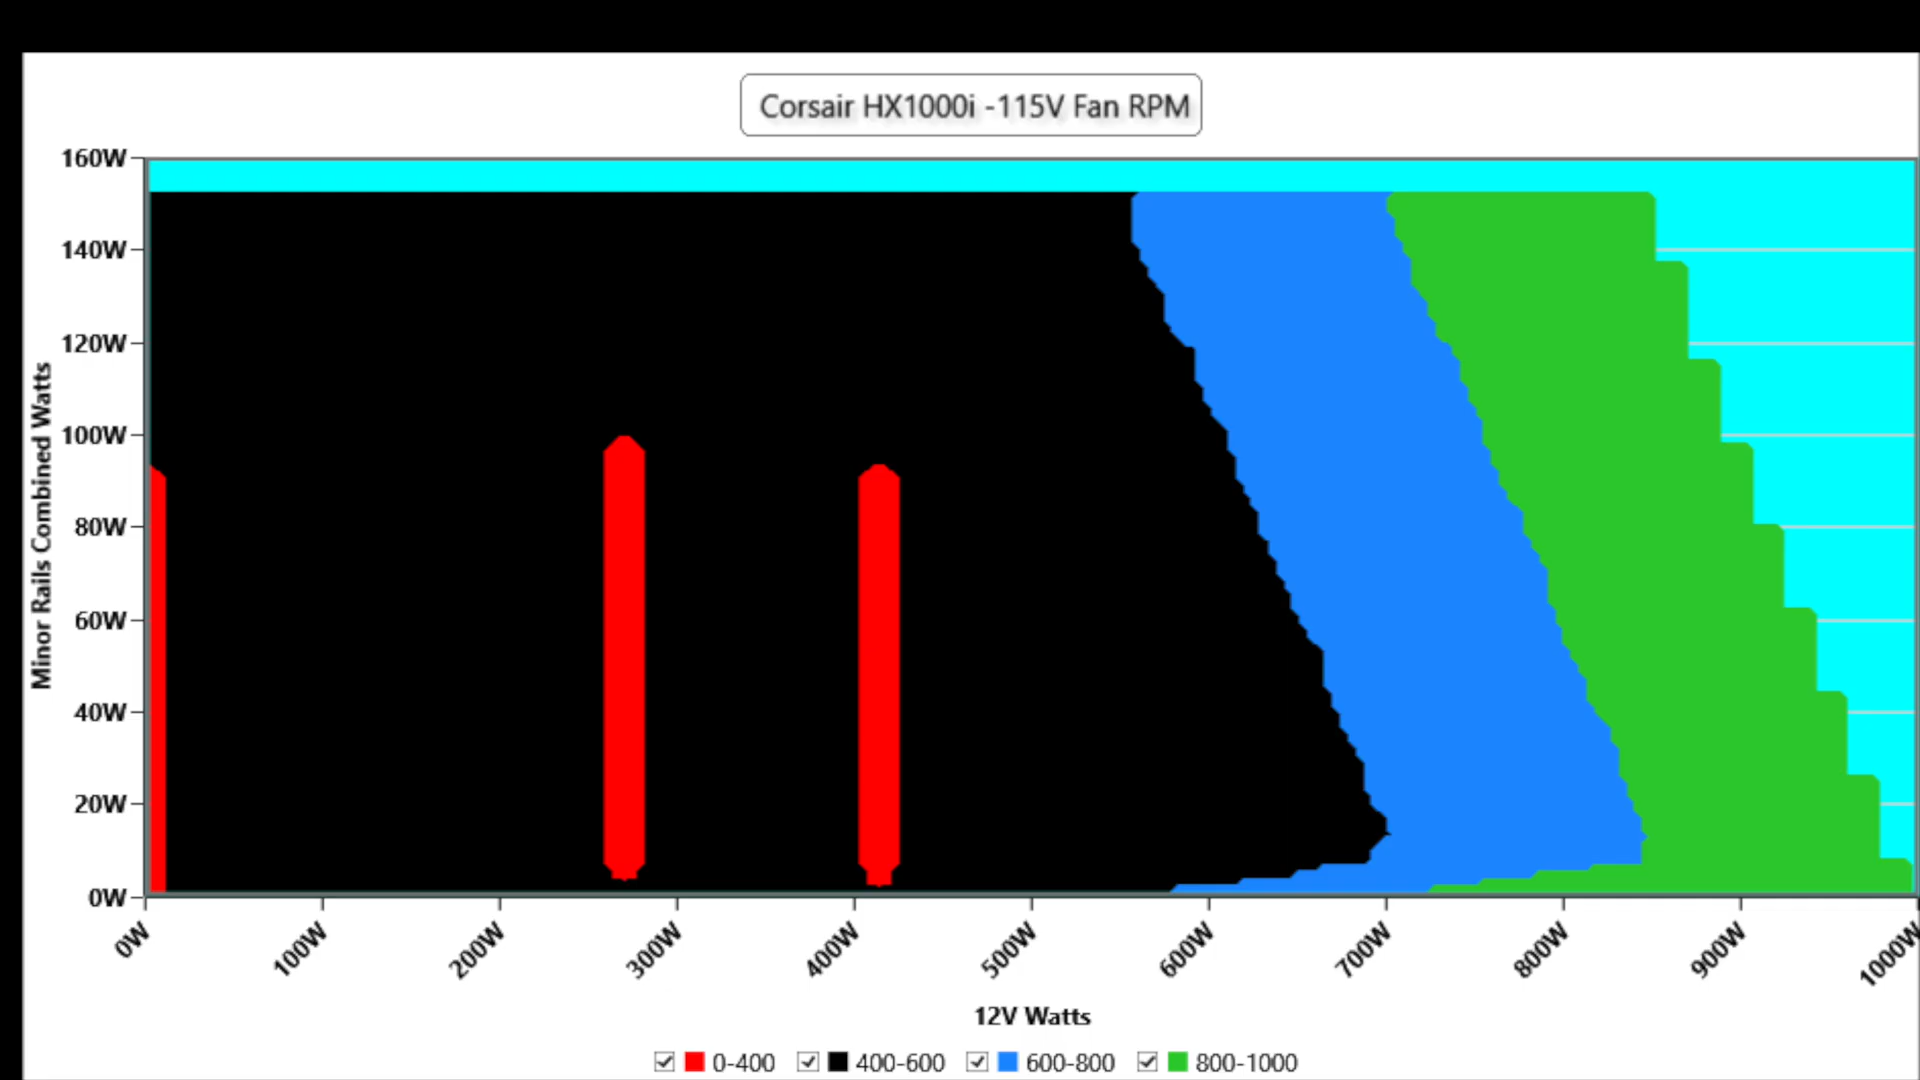 Corsair HX1000i -115V Fan RPM
160W
140W
120W
100W
80W
60W
40W
20W
0W
Minor Rails Combined Watts
0W 100W 200W 300W 400W 500W 600W 700W 800W 900W 1000W
12V Watts
0-400 400-600 600-800 800-1000